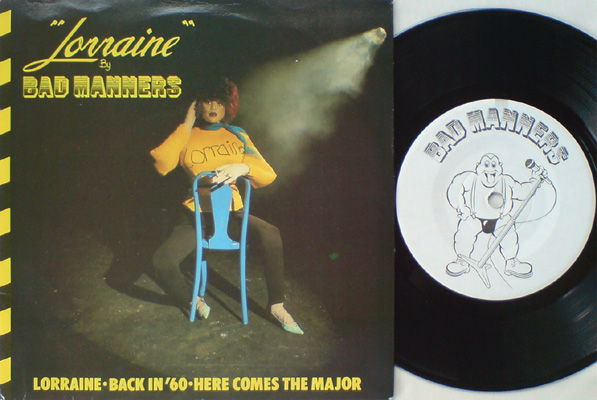 "Lorraine"
By
BAD MANNERS
Lorraine
LORRAINE•BACK IN '60•HERE COMES THE MAJOR
BAD MANNERS